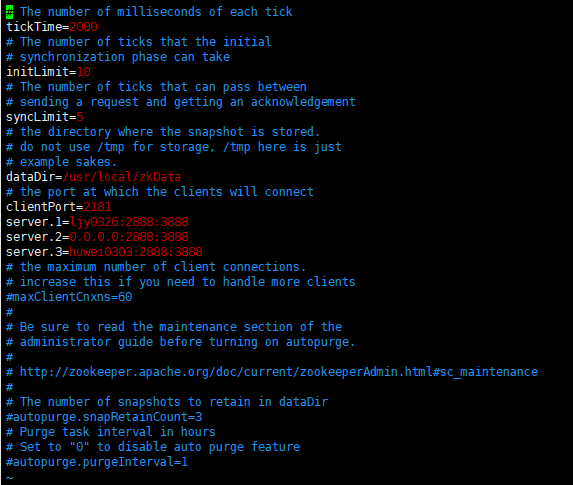 # The number of milliseconds of each tick
tickTime=2000
# The number of ticks that the initial
# synchronization phase can take
initLimit=10
# The number of ticks that can pass between
# sending a request and getting an acknowledgement
syncLimit=5
# the directory where the snapshot is stored.
# do not use /tmp for storage, /tmp here is just
# example sakes.
dataDir=/usr/local/zkData
# the port at which the clients will connect
clientPort=2181
server.1=ljy0326:2888:3888
server.2=0.0.0.0:2888:3888
server.3=huwei0303:2888:3888
# the maximum number of client connections.
# increase this if you need to handle more clients
#maxClientCnxns=60
#
# Be sure to read the maintenance section of the
# administrator guide before turning on autopurge.
#
# http://zookeeper.apache.org/doc/current/zookeeperAdmin.html#sc_maintenance
#
# The number of snapshots to retain in dataDir
#autopurge.snapRetainCount=3
# Purge task interval in hours
# Set to "0" to disable auto purge feature
#autopurge.purgeInterval=1
~